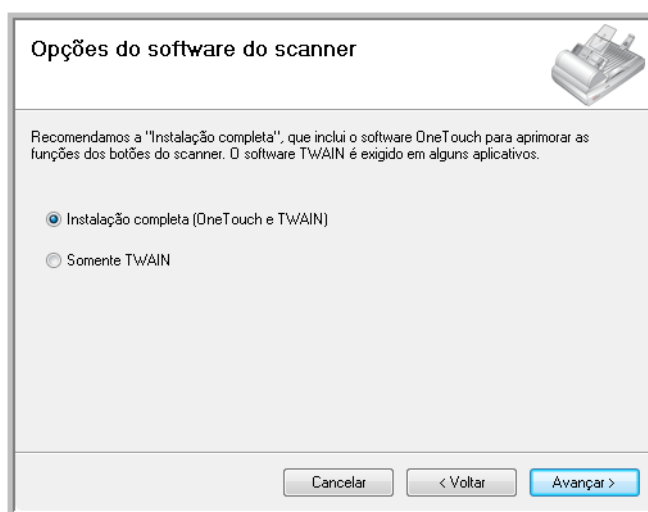 Opções do software do scanner
Recomendamos a "Instalação completa", que inclui o software OneTouch para aprimorar as
funções dos botões do scanner. O software TWAIN é exigido em alguns aplicativos.
Instalação completa (OneTouch e TWAIN)
Somente TWAIN
Cancelar < Voltar Avançar >